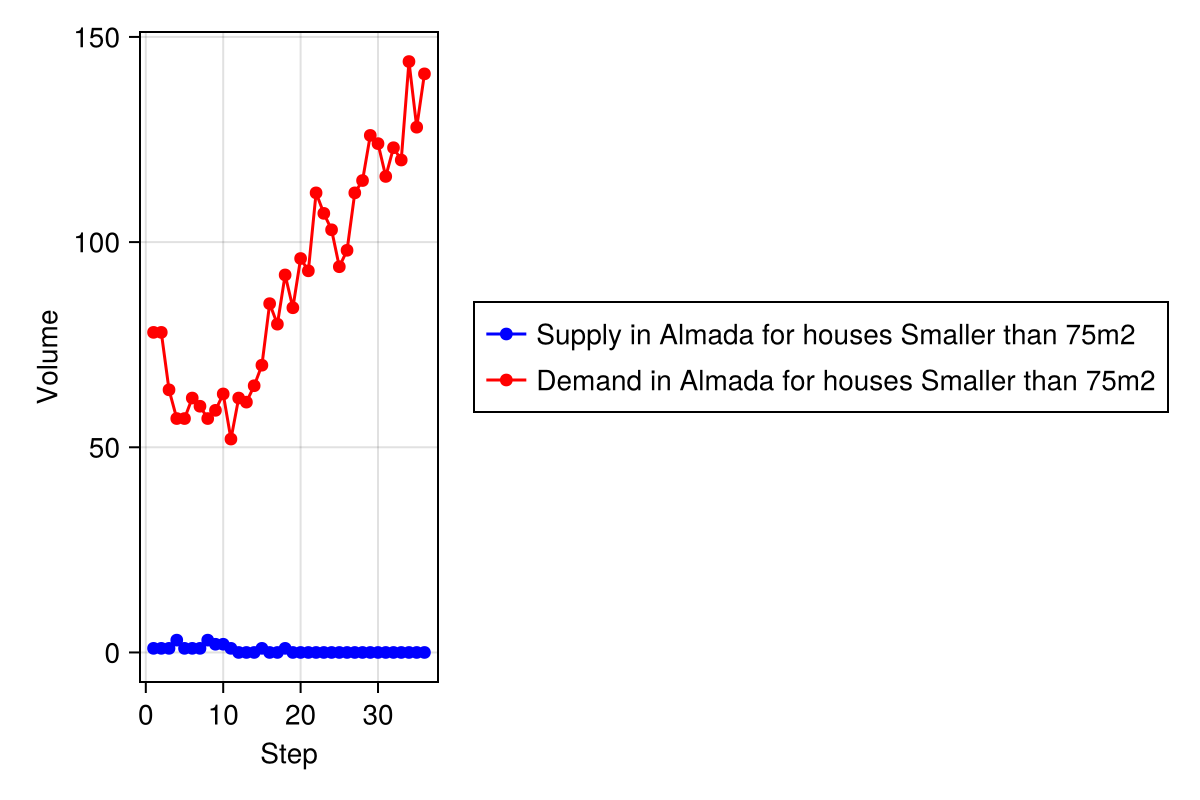 150
100
50
0
Volume
0 10 20 30
Step
Supply in Almada for houses Smaller than 75m2
Demand in Almada for houses Smaller than 75m2